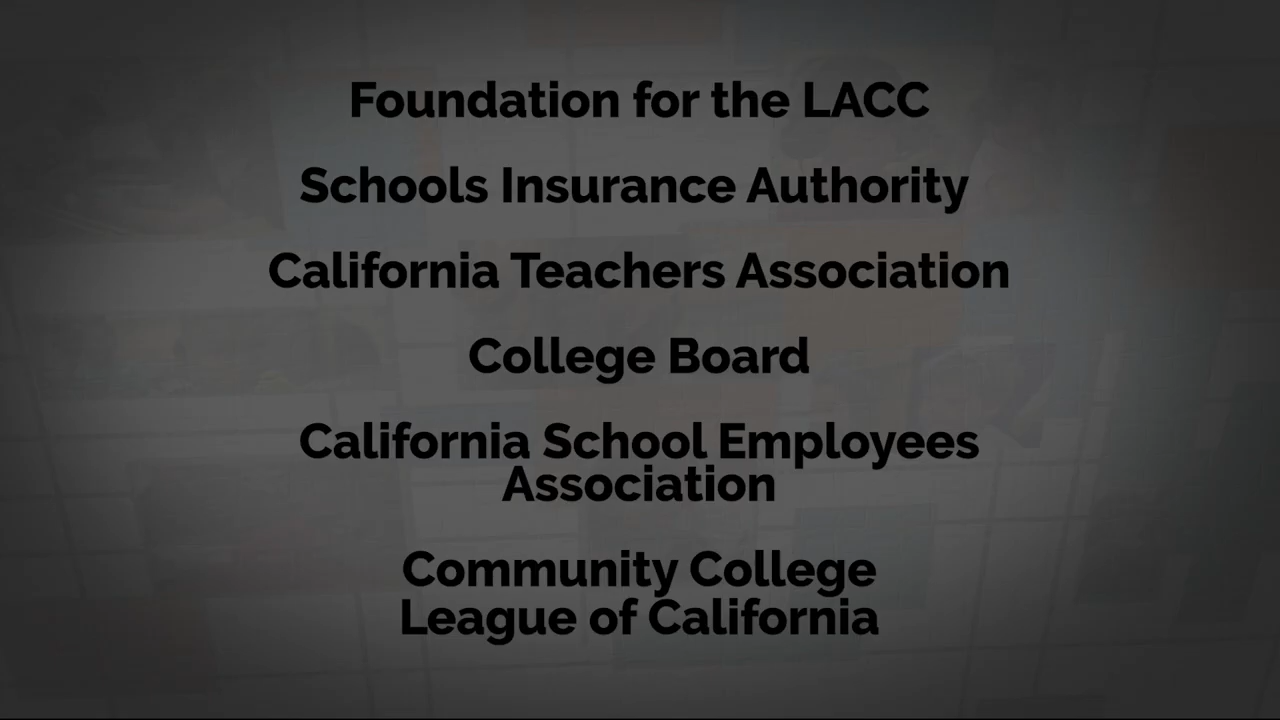 Foundation for the LACC
Schools Insurance Authority
California Teachers Association
College Board
California School Employees
Association
Community College
League of California